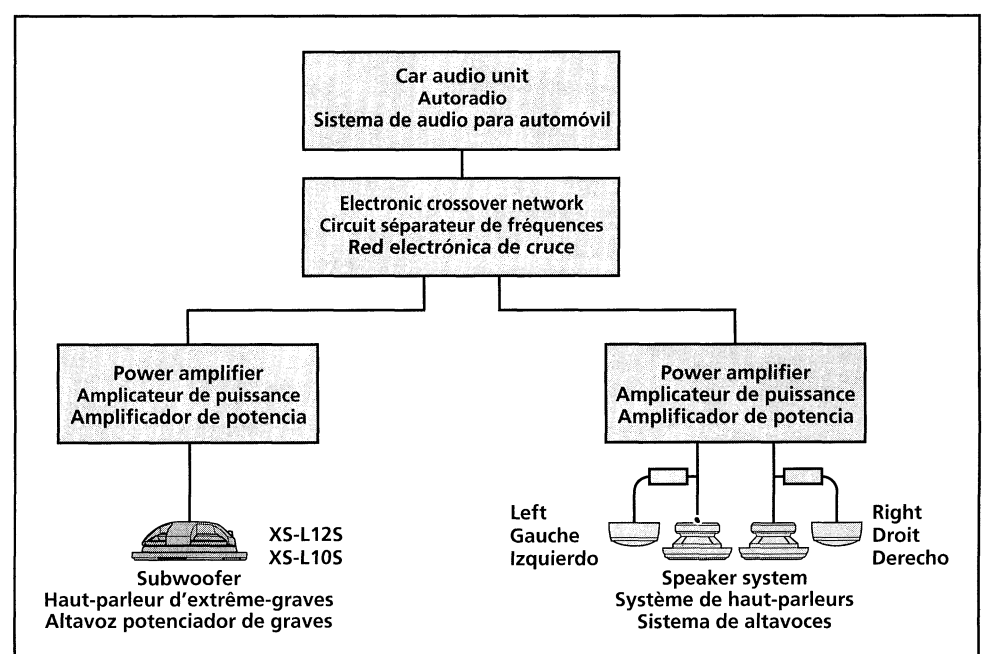 Car audio unit
Autoradio
Sistema de audio para automóvil
Electronic crossover network
Circuit séparateur de fréquences
Red electrónica de cruce
Power amplifier
Amplicateur de puissance
Amplificador de potencia
Power amplifier
Amplicateur de puissance
Amplificador de potencia
XS-L12S
XS-L10S
Subwoofer
Haut-parleur d'extrême-graves
Altavoz potenciador de graves
Left
Gauche
Izquierdo
Right
Droit
Derecho
Speaker system
Système de haut-parleurs
Sistema de altavoces